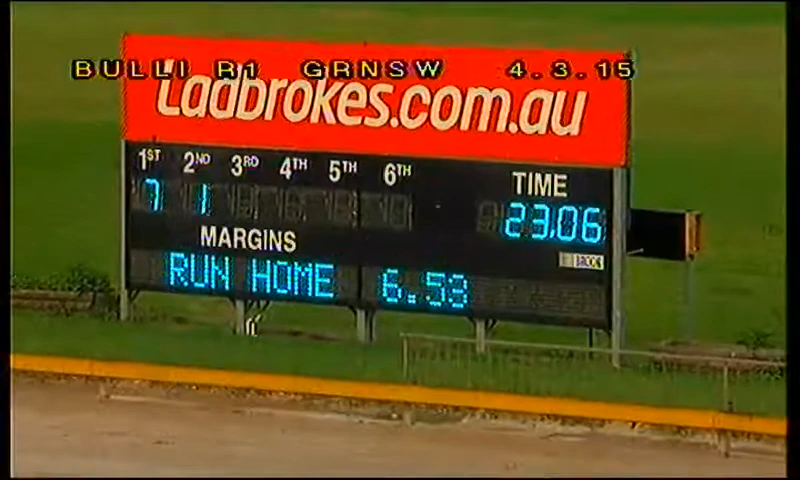 BULLI R1 GRNSW 4.3.15
Ladbrokes.com.au
1ST 2ND 3RD 4TH 5TH 6TH TIME
7 1 23.06
MARGINS
RUN HOME 6.53